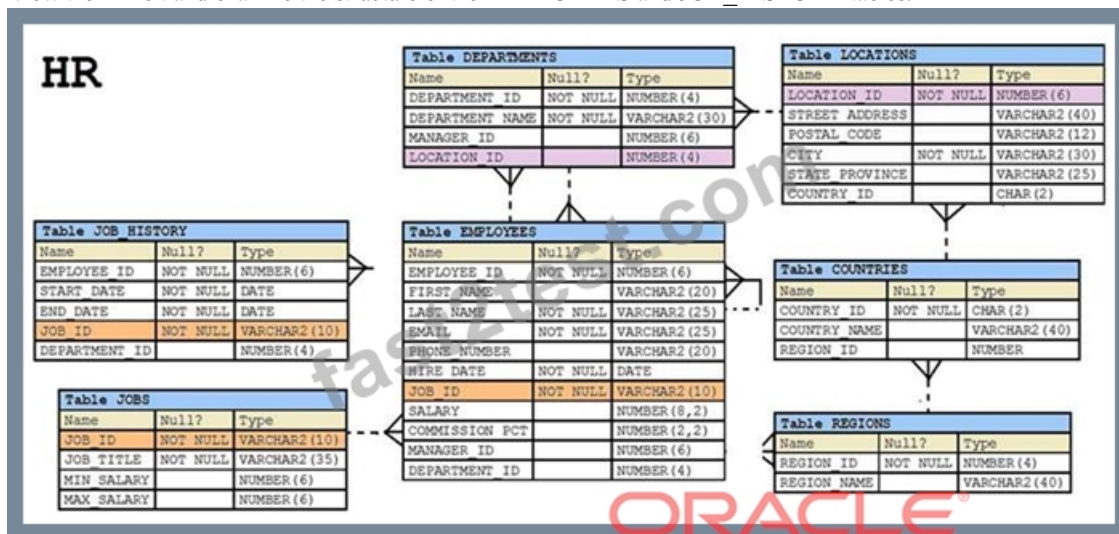 HR
Table DEPARTMENTS
Name Null? Type
DEPARTMENT_ID NOT NULL NUMBER(4)
DEPARTMENT NAME NOT NULL VARCHAR2(30)
MANAGER_ID NUMBER(6)
LOCATION_ID NUMBER(4)
Table LOCATIONS
Name Null? Type
LOCATION_ID NOT NULL NUMBER(6)
STREET ADDRESS VARCHAR2(40)
POSTAL_CODE VARCHAR2(12)
CITY NOT NULL VARCHAR2(30)
STATE_PROVINCE VARCHAR2(25)
COUNTRY_ID CHAR(2)
Table JOB_HISTORY
Name Null? Type
EMPLOYEE_ID NOT NULL NUMBER(6)
START_DATE NOT NULL DATE
END_DATE NOT NULL DATE
JOB_ID NOT NULL VARCHAR2(10)
DEPARTMENT_ID NUMBER(4)
Table EMPLOYEES
Name Null? Type
EMPLOYEE_ID NOT NULL NUMBER(6)
FIRST_NAME VARCHAR2(20)
LAST_NAME NOT NULL VARCHAR2(25)
EMAIL NOT NULL VARCHAR2(25)
PHONE_NUMBER VARCHAR2(20)
HIRE_DATE NOT NULL DATE
JOB_ID NOT NULL VARCHAR2(10)
SALARY NUMBER(8,2)
COMMISSION_PCT NUMBER(2,2)
MANAGER_ID NUMBER(6)
DEPARTMENT_ID NUMBER(4)
Table COUNTRIES
Name Null? Type
COUNTRY_ID NOT NULL CHAR(2)
COUNTRY_NAME VARCHAR2(40)
REGION_ID NUMBER
Table JOBS
Name Null? Type
JOB_ID NOT NULL VARCHAR2(10)
JOB_TITLE NOT NULL VARCHAR2(35)
MIN_SALARY NUMBER(6)
MAX_SALARY NUMBER(6)
Table REGIONS
Name Null? Type
REGION_ID NOT NULL NUMBER(4)
REGION_NAME VARCHAR2(40)
fast2test.com
ORACLE